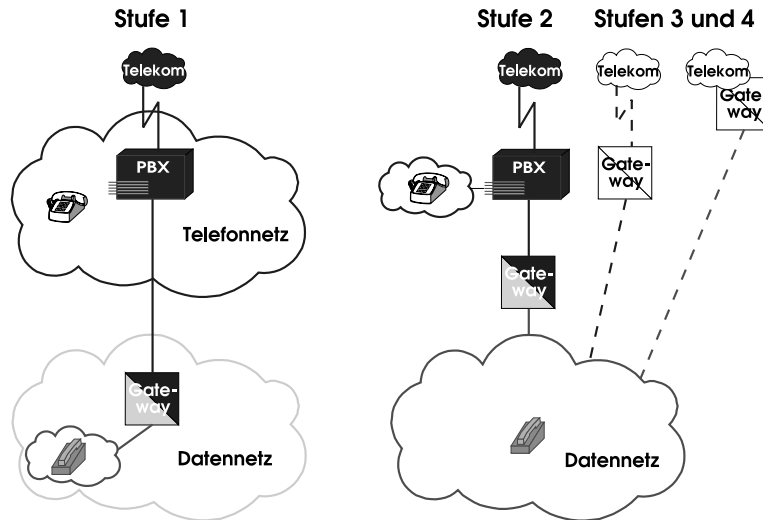 Stufe 1
Stufe 2
Stufen 3 und 4
Telekom
Telekom
Telekom
Telekom
Gate-
way
PBX
PBX
Gate-
way
Telefonnetz
Gate-
way
Gate-
way
Datennetz
Datennetz